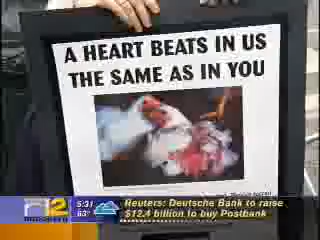 A HEART BEATS IN US
THE SAME AS IN YOU
12
5:31
63°
Reuters: Deutsche Bank to raise
$12.4 billion to buy Postbank